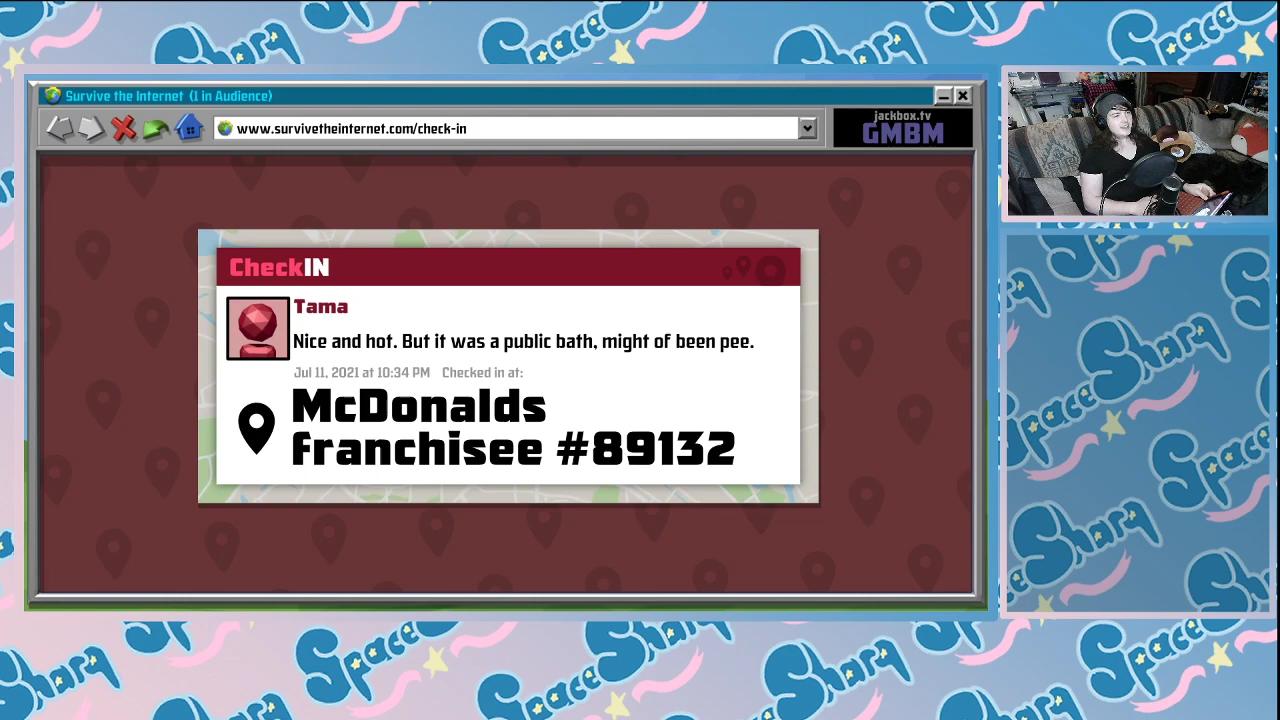 Survive the Internet (1 in Audience)
www.survivetheinternet.com/check-in
jackbox.tv
GMBM
CheckIN
Tama
Nice and hot. But it was a public bath, might of been pee.
Jul 11, 2021 at 10:34 PM Checked in at:
McDonalds
franchisee #89132
Space Sharq